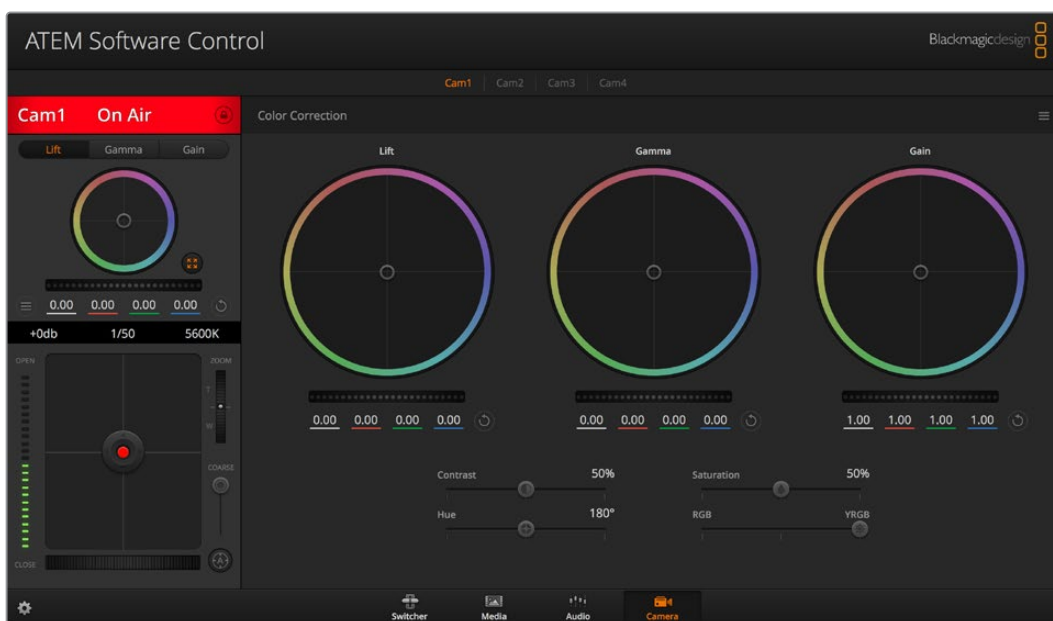 ATEM Software Control
Blackmagicdesign
Cam1 Cam2 Cam3 Cam4
Cam1 On Air
Color Correction
Lift Gamma Gain
Lift
Gamma
Gain
0.00 0.00 0.00 0.00
+0db 1/50 5600K
OPEN
ZOOM
T
W
COARSE
A
CLOSE
0.00 0.00 0.00 0.00
0.00 0.00 0.00 0.00
1.00 1.00 1.00 1.00
Contrast 50%
Saturation 50%
Hue 180°
RGB YRGB
Switcher
Media
Audio
Camera